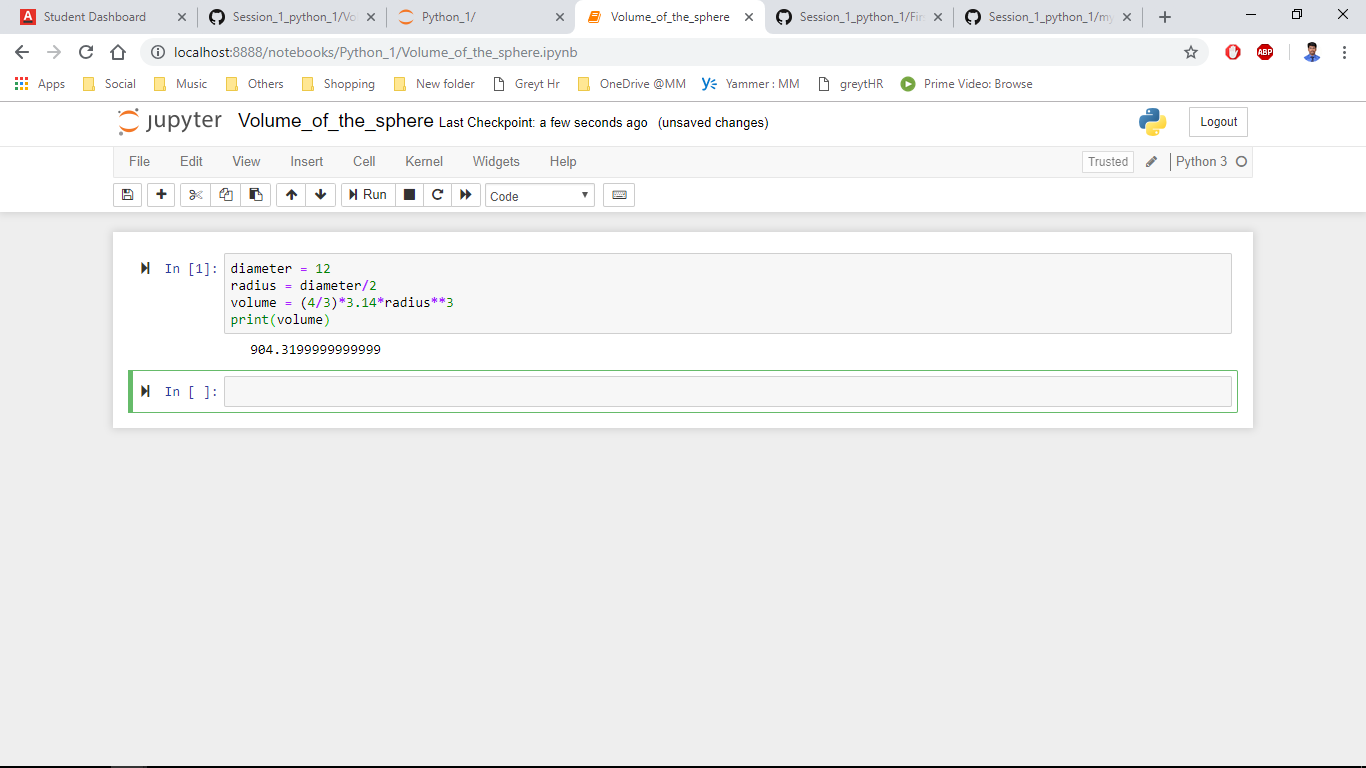 Student Dashboard
Session_1_python_1/Vo
Python_1/
Volume_of_the_sphere
Session_1_python_1/Fin
Session_1_python_1/my
localhost:8888/notebooks/Python_1/Volume_of_the_sphere.ipynb
ABP
Apps Social Music Others Shopping New folder Greyt Hr OneDrive @MM Yammer : MM greytHR Prime Video: Browse
jupyter Volume_of_the_sphere Last Checkpoint: a few seconds ago (unsaved changes) Logout
File Edit View Insert Cell Kernel Widgets Help Trusted Python 3
Run Code
In [1]: diameter = 12
radius = diameter/2
volume = (4/3)*3.14*radius**3
print(volume)
904.3199999999999
In [ ]: